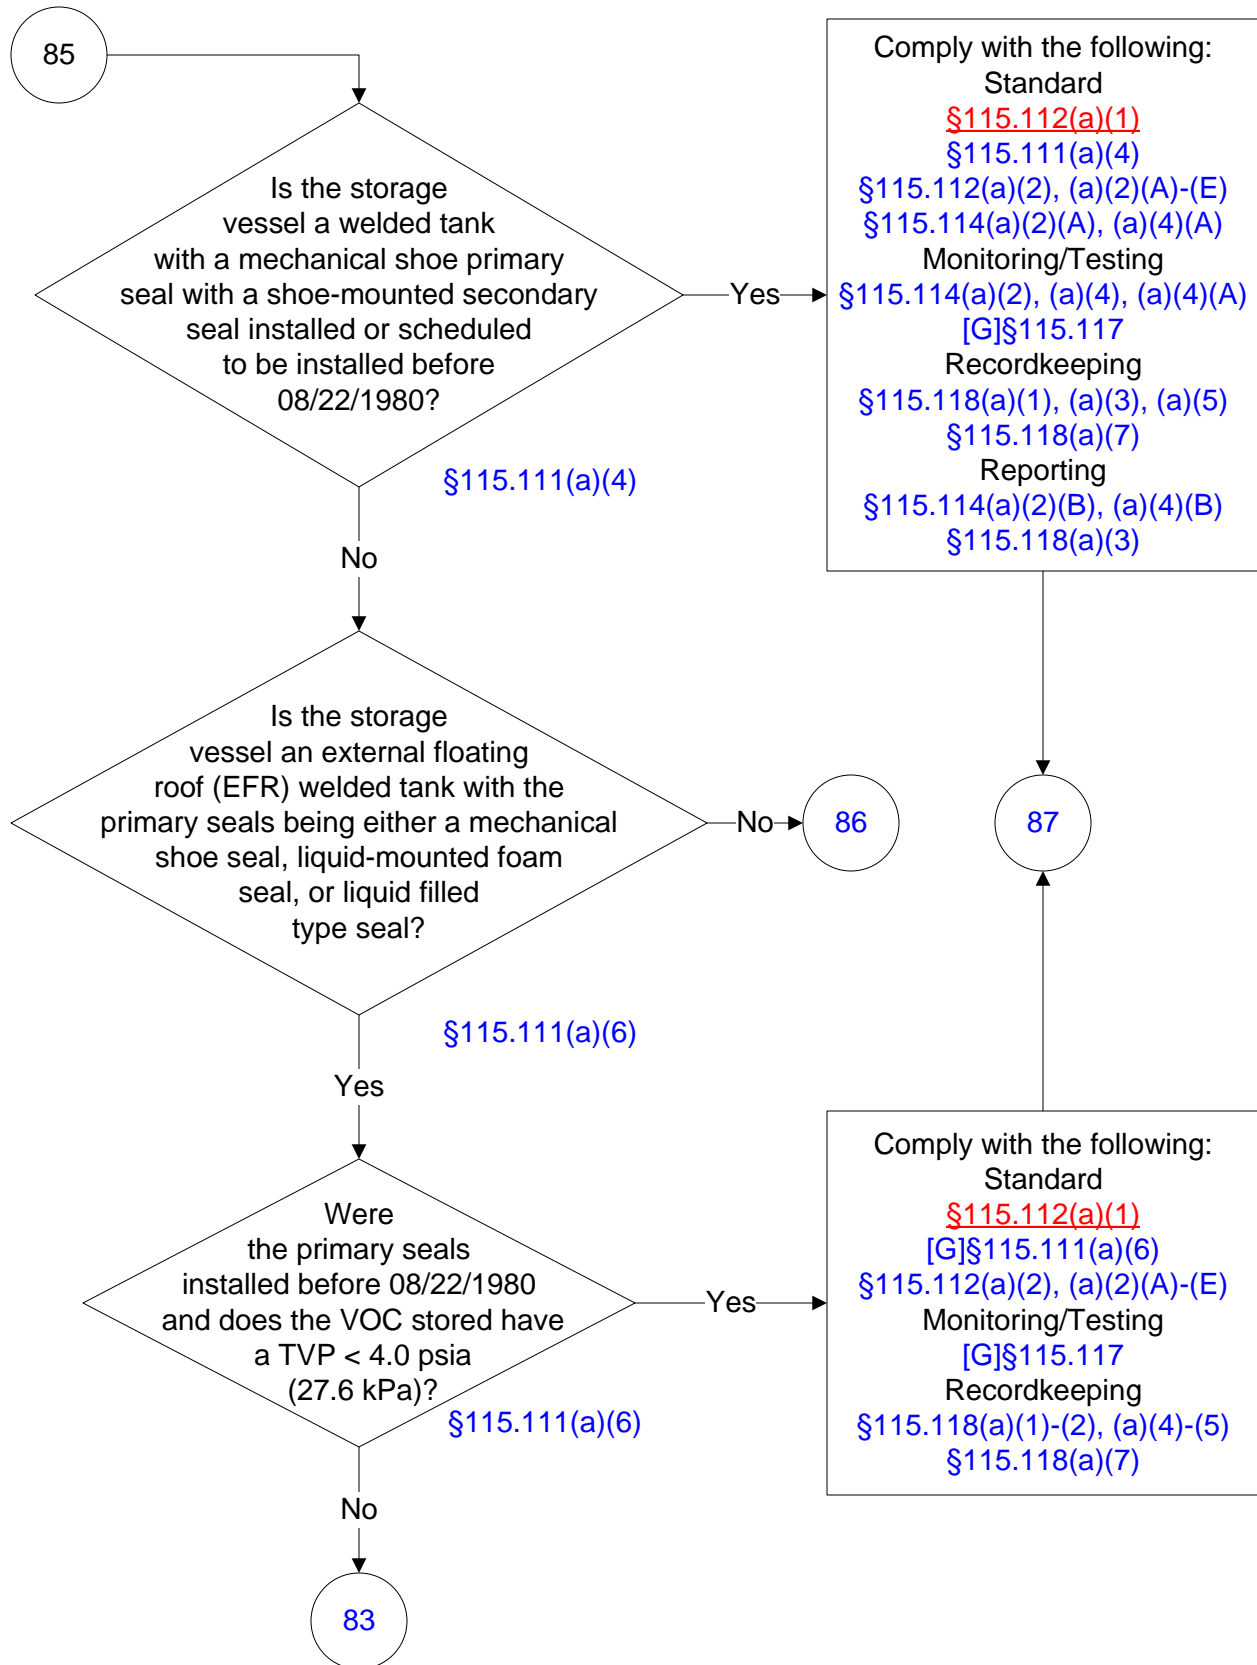 85
Is the storage
vessel a welded tank
with a mechanical shoe primary
seal with a shoe-mounted secondary
seal installed or scheduled
to be installed before
08/22/1980?
§115.111(a)(4)
Yes
Comply with the following:
Standard
§115.112(a)(1)
§115.111(a)(4)
§115.112(a)(2), (a)(2)(A)-(E)
§115.114(a)(2)(A), (a)(4)(A)
Monitoring/Testing
§115.114(a)(2), (a)(4), (a)(4)(A)
[G]§115.117
Recordkeeping
§115.118(a)(1), (a)(3), (a)(5)
§115.118(a)(7)
Reporting
§115.114(a)(2)(B), (a)(4)(B)
§115.118(a)(3)
No
Is the storage
vessel an external floating
roof (EFR) welded tank with the
primary seals being either a mechanical
shoe seal, liquid-mounted foam
seal, or liquid filled
type seal?
§115.111(a)(6)
No
86
87
Yes
Were
the primary seals
installed before 08/22/1980
and does the VOC stored have
a TVP < 4.0 psia
(27.6 kPa)?
§115.111(a)(6)
Yes
Comply with the following:
Standard
§115.112(a)(1)
[G]§115.111(a)(6)
§115.112(a)(2), (a)(2)(A)-(E)
Monitoring/Testing
[G]§115.117
Recordkeeping
§115.118(a)(1)-(2), (a)(4)-(5)
§115.118(a)(7)
No
83